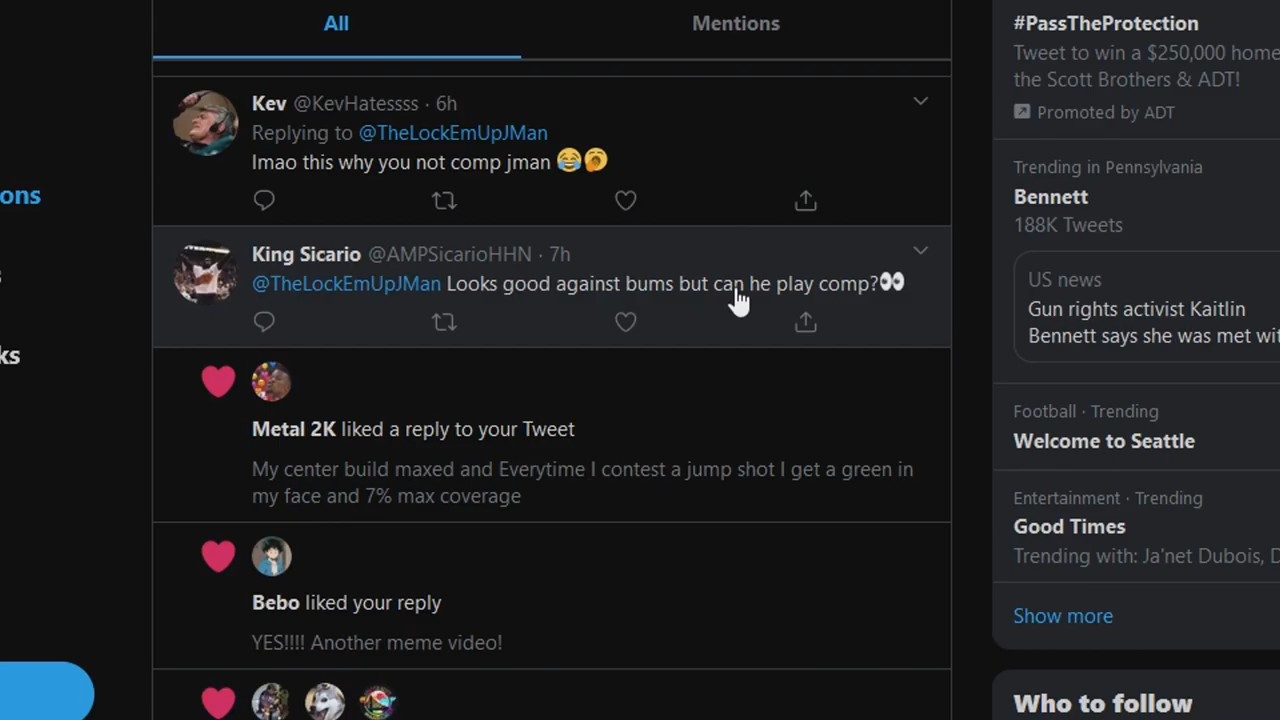 All
Mentions
Kev @KevHatessss · 6h
Replying to @TheLockEmUpJMan
lmao this why you not comp jman 😂🥱
King Sicario @AMPSicarioHHN · 7h
@TheLockEmUpJMan Looks good against bums but can he play comp?👀
Metal 2K liked a reply to your Tweet
My center build maxed and Everytime I contest a jump shot I get a green in
my face and 7% max coverage
Bebo liked your reply
YES!!!! Another meme video!
ons
ks
#PassTheProtection
Tweet to win a $250,000 home
the Scott Brothers & ADT!
Promoted by ADT
Trending in Pennsylvania
Bennett
188K Tweets
US news
Gun rights activist Kaitlin
Bennett says she was met wit
Football · Trending
Welcome to Seattle
Entertainment · Trending
Good Times
Trending with: Ja'net Dubois,
Show more
Who to follow